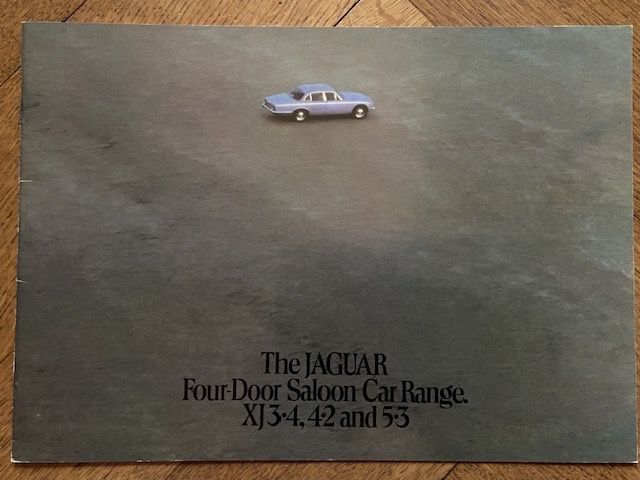 The JAGUAR
Four-Door Saloon Car Range.
XJ 3·4, 4·2 and 5·3